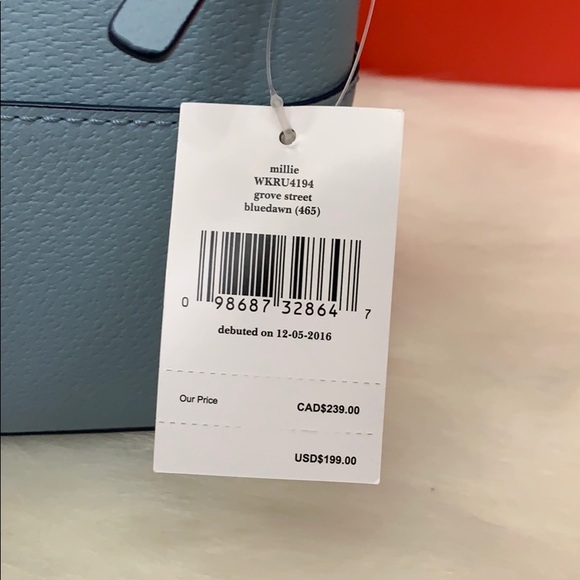 millie
WKRU4194
grove street
bluedawn (465)
0 98687 32864 7
debuted on 12-05-2016
Our Price CAD$239.00
USD$199.00